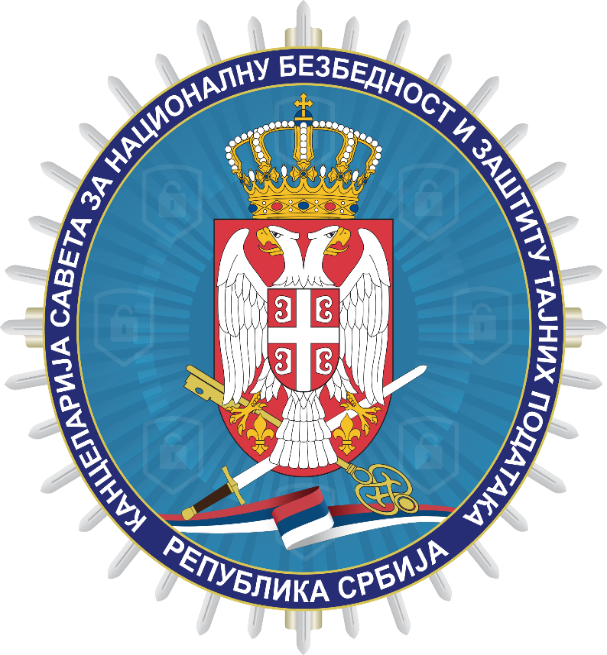 КАНЦЕЛАРИЈА САВЕТА ЗА НАЦИОНАЛНУ БЕЗБЕДНОСТ И ЗАШТИТУ ТАЈНИХ ПОДАТАКА
РЕПУБЛИКА СРБИЈА